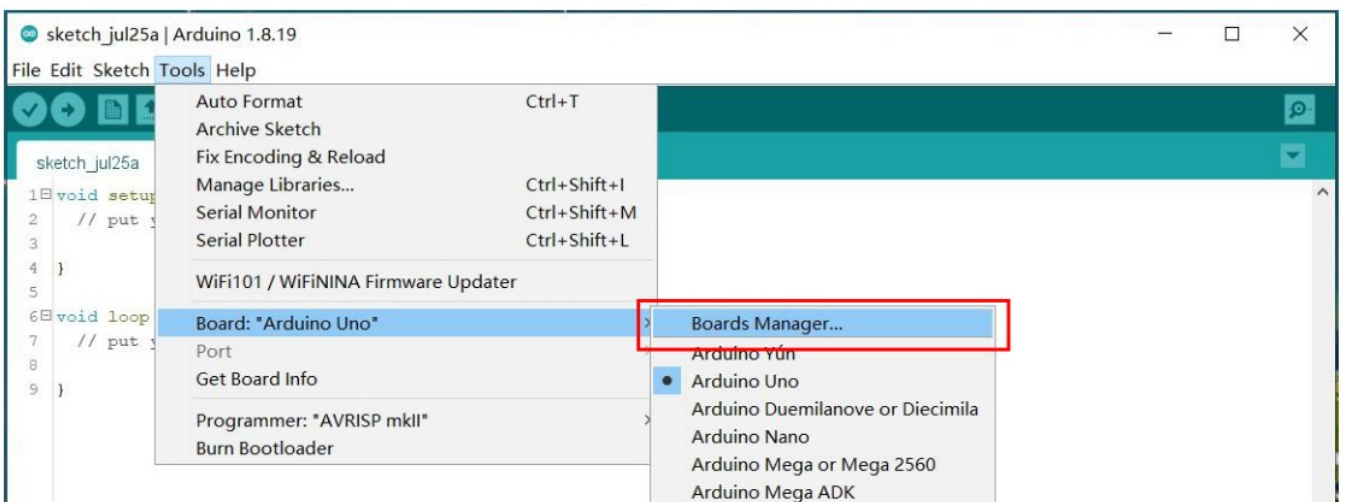 sketch_jul25a | Arduino 1.8.19
File Edit Sketch Tools Help
Auto Format Ctrl+T
Archive Sketch
Fix Encoding & Reload
Manage Libraries... Ctrl+Shift+I
Serial Monitor Ctrl+Shift+M
Serial Plotter Ctrl+Shift+L
WiFi101 / WiFiNINA Firmware Updater
Board: "Arduino Uno"
Port
Get Board Info
Programmer: "AVRISP mkII"
Burn Bootloader
Boards Manager...
Arduino Yún
Arduino Uno
Arduino Duemilanove or Diecimila
Arduino Nano
Arduino Mega or Mega 2560
Arduino Mega ADK
sketch_jul25a
1 void setup
2 // put
3
4 }
5
6 void loop
7 // put
8
9 }